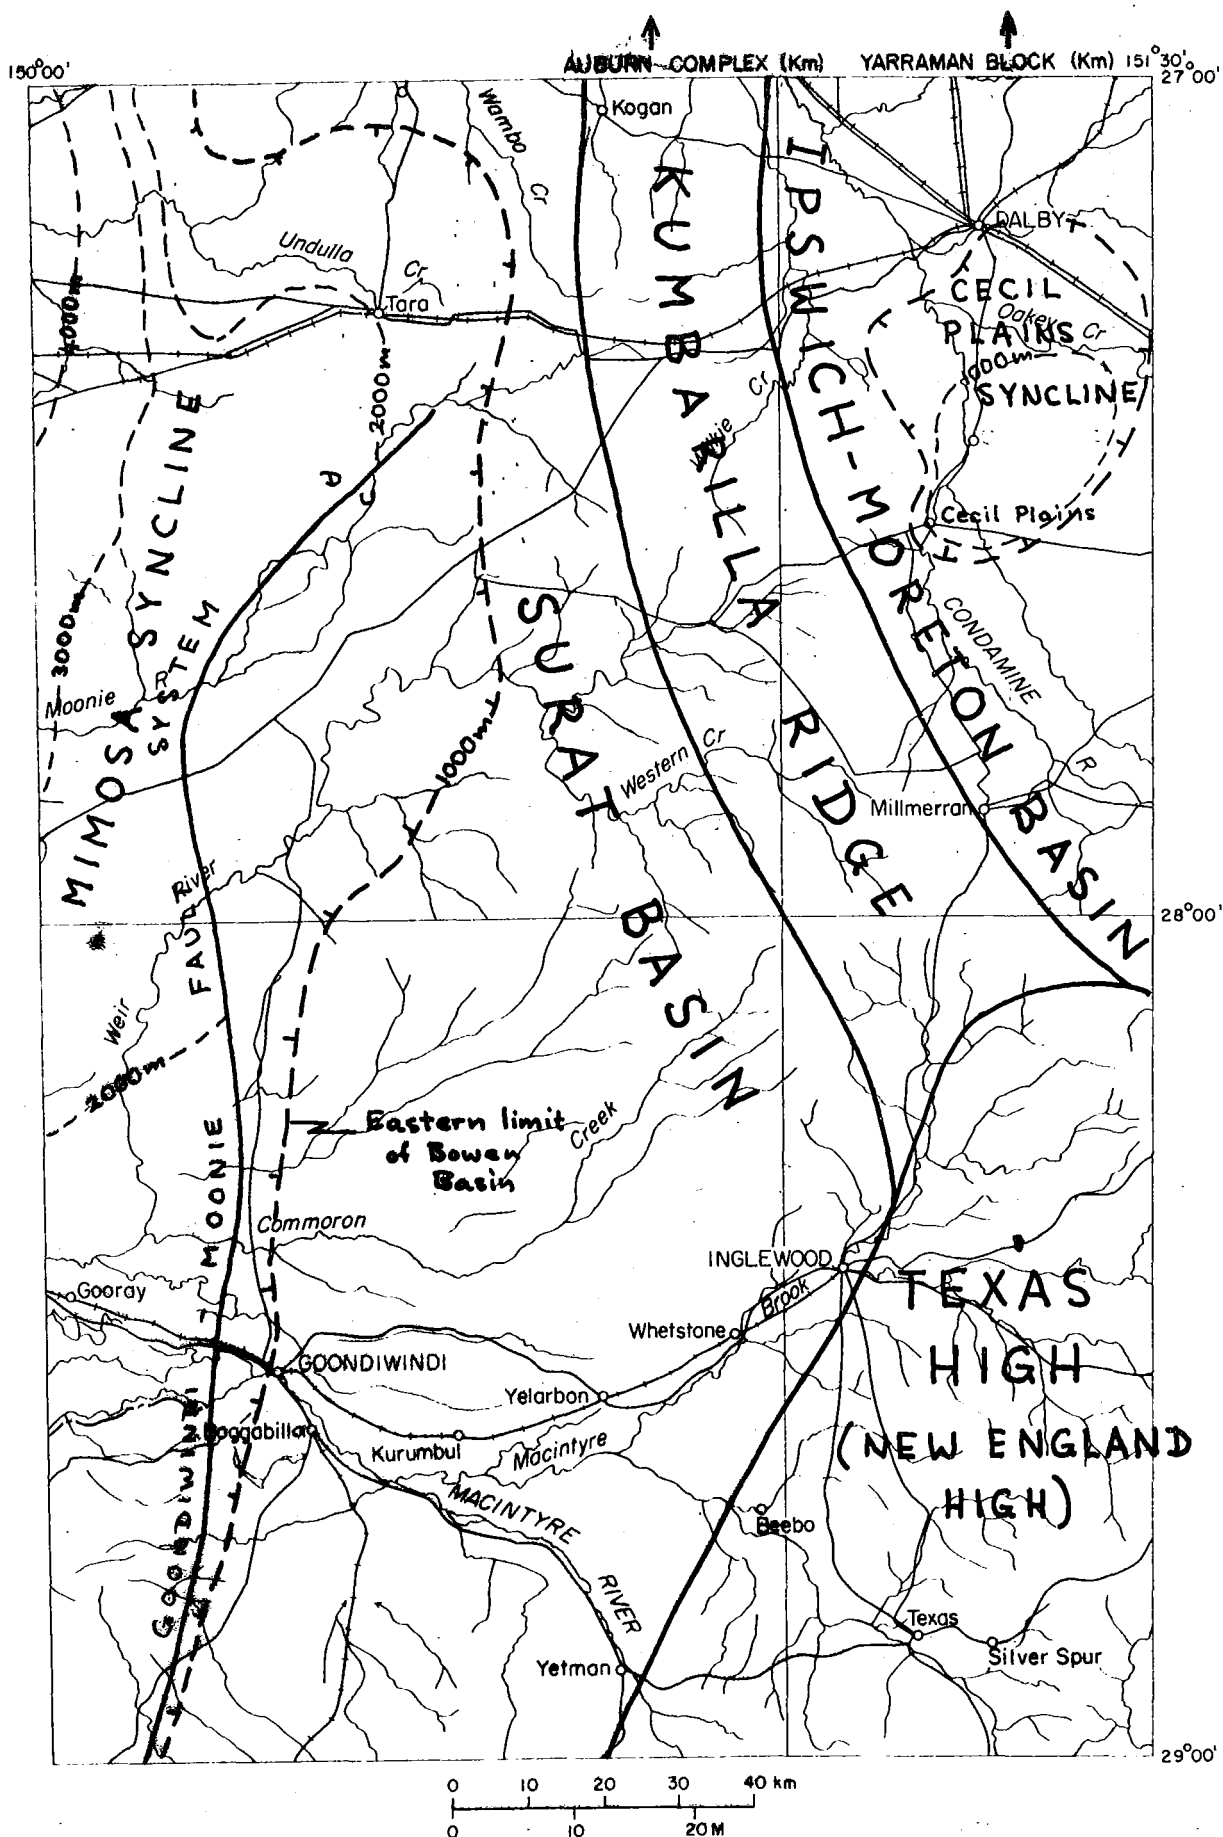 AUBURN COMPLEX (Km) YARRAMAN BLOCK (Km)
150°00'
151°30'
27°00'
Kogan
Wambo
Cr
KUMBARILLA RIDGE
IPSWICH-MORETON BASIN
DALBY
Undulla
Cr
Tara
CECIL
PLAINS
SYNCLINE
Oakey Cr
1000m
2000m
2000m
Wilkie
Cr
Cecil Plains
CONDAMINE
R
MIMOSA SYNCLINE
3000m
Moonie R
SYSTEM
SURAT BASIN
1000m
Western Cr
Millmerran
River
Weir
FAULT
28°00'
2000m
MOONIE
Eastern limit
of Bowen
Basin
Creek
Commoron
Gooray
INGLEWOOD
Brook
Whetstone
TEXAS
HIGH
(NEW ENGLAND
HIGH)
GOONDIWINDI
Yelarbon
Boggabilla
Kurumbul
Macintyre
MACINTYRE
RIVER
Beebo
GOONDIWINDI
Texas
Silver Spur
Yetman
29°00'
0 10 20 30 40 km
0 10 20 M